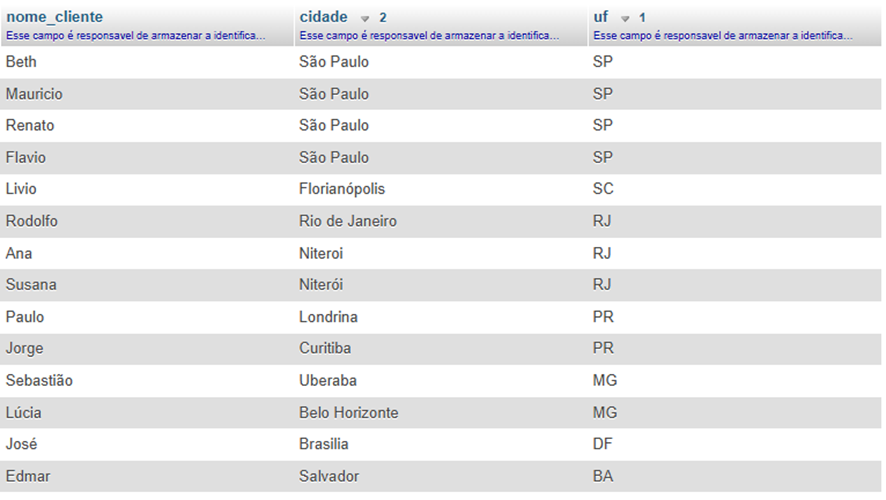 nome_cliente cidade 2 uf 1
Esse campo é responsavel de armazenar a identifica... Esse campo é responsavel de armazenar a identifica... Esse campo é responsavel de armazenar a identifica...
Beth São Paulo SP
Mauricio São Paulo SP
Renato São Paulo SP
Flavio São Paulo SP
Livio Florianópolis SC
Rodolfo Rio de Janeiro RJ
Ana Niteroi RJ
Susana Niterói RJ
Paulo Londrina PR
Jorge Curitiba PR
Sebastião Uberaba MG
Lúcia Belo Horizonte MG
José Brasilia DF
Edmar Salvador BA